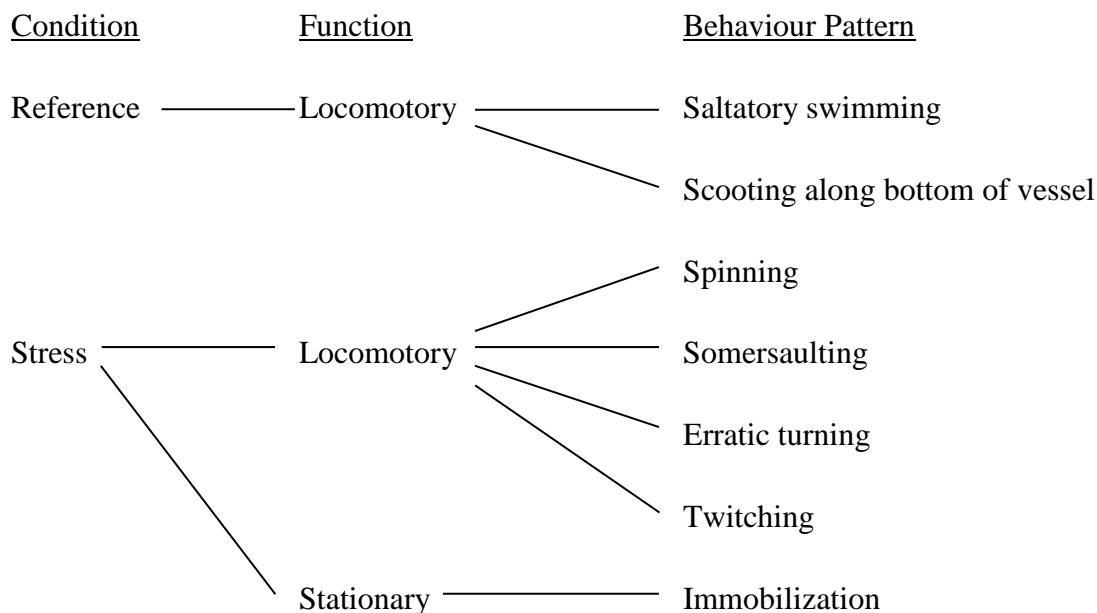 Condition Function Behaviour Pattern
Reference Locomotory Saltatory swimming
Scooting along bottom of vessel
Spinning
Stress Locomotory Somersaulting
Erratic turning
Twitching
Stationary Immobilization